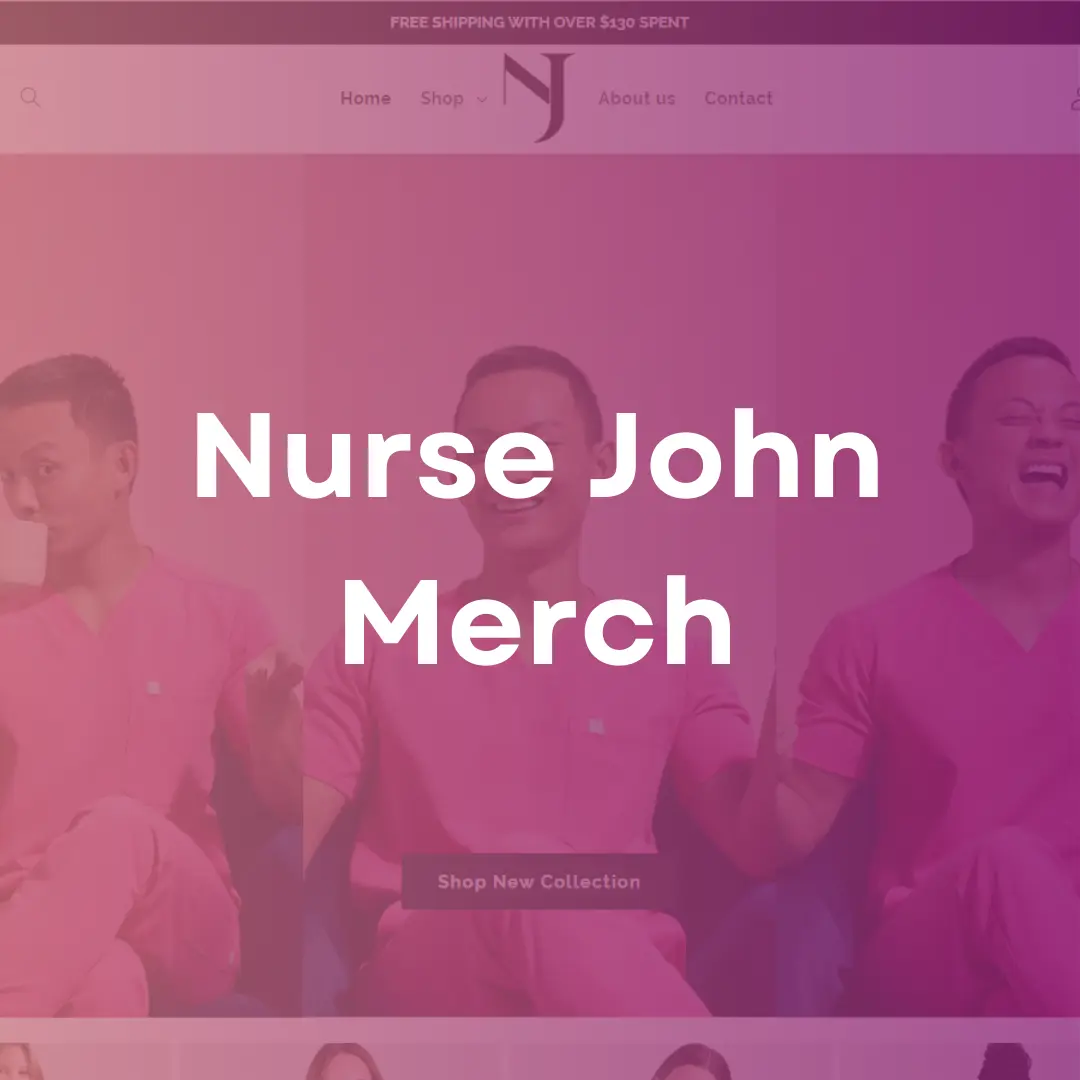 FREE SHIPPING WITH OVER $130 SPENT
Home Shop NJ About us Contact
Nurse John
Merch
Shop New Collection